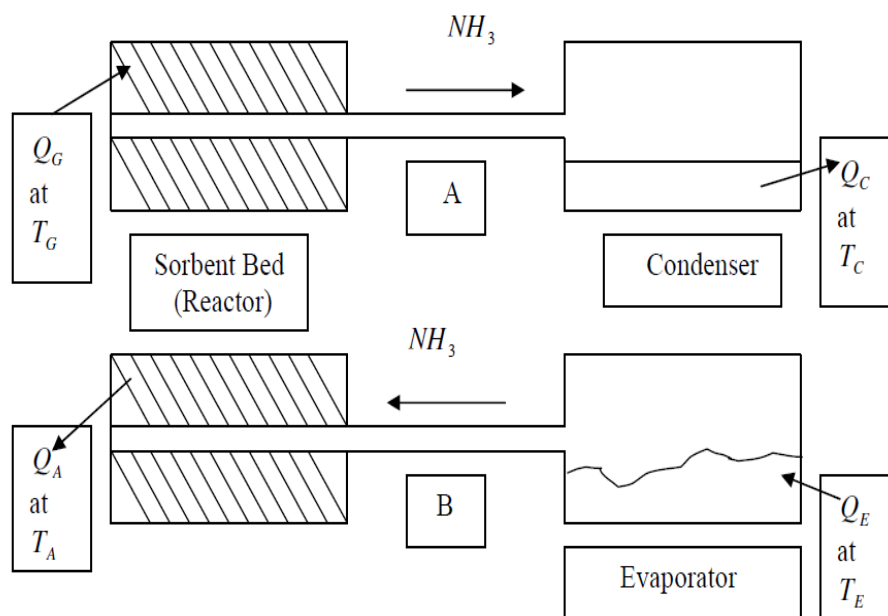 NH3
QG
at
TG
A
QC
at
TC
Sorbent Bed
(Reactor)
Condenser
NH3
QA
at
TA
B
QE
at
TE
Evaporator